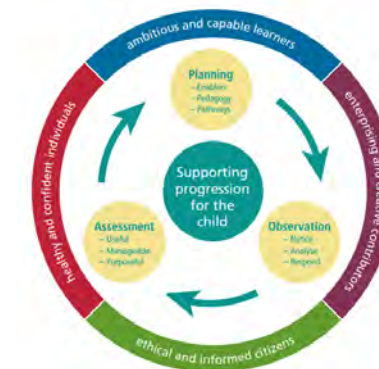 ambitious and capable learners
enterprising and creative contributors
ethical and informed citizens
healthy and confident individuals
Planning
– Enablers
– Pedagogy
– Pathways
Supporting
progression
for the
child
Assessment
– Useful
– Manageable
– Purposeful
Observation
– Notice
– Analyse
– Respond